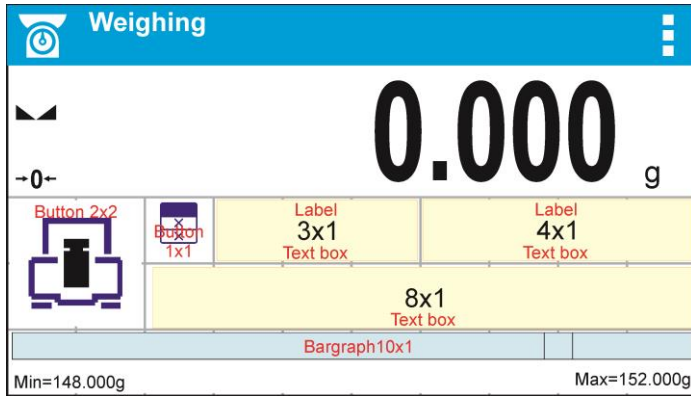 Weighing
0.000 g
→0←
Button 2x2
Button
1x1
Label
3x1
Text box
Label
4x1
Text box
8x1
Text box
Bargraph10x1
Min=148.000g
Max=152.000g